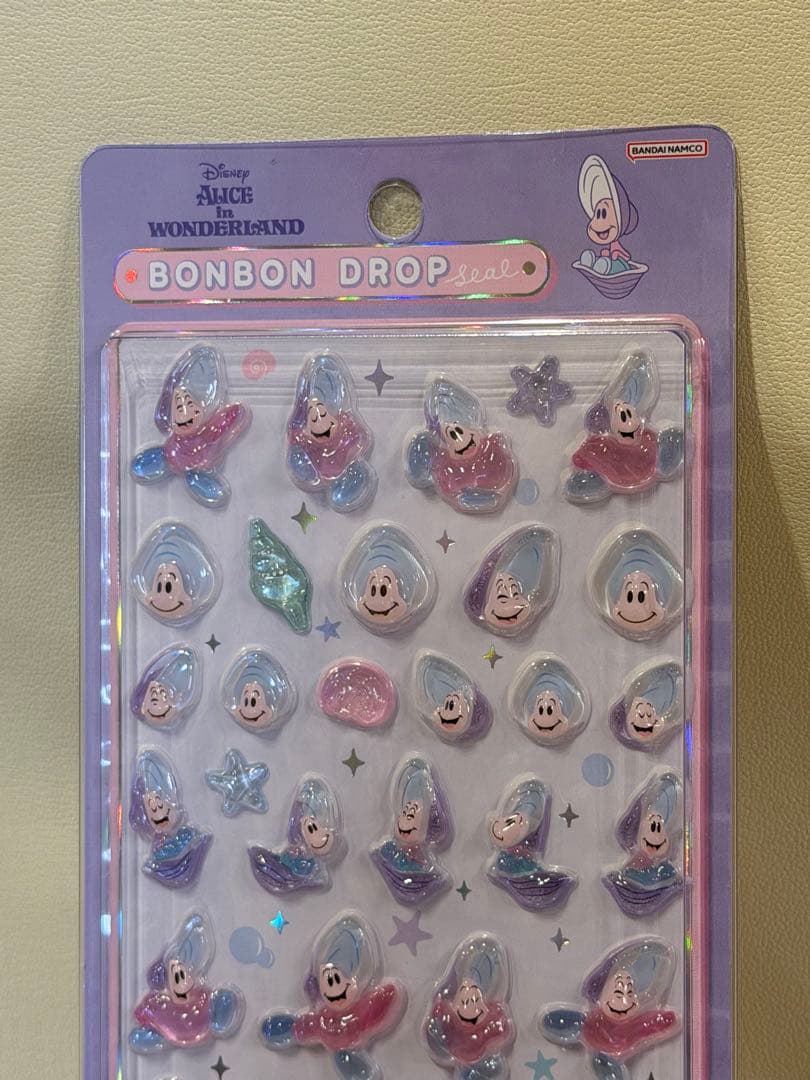 Disney
ALICE
in
WONDERLAND
BANDAI NAMCO
BONBON DROP seal